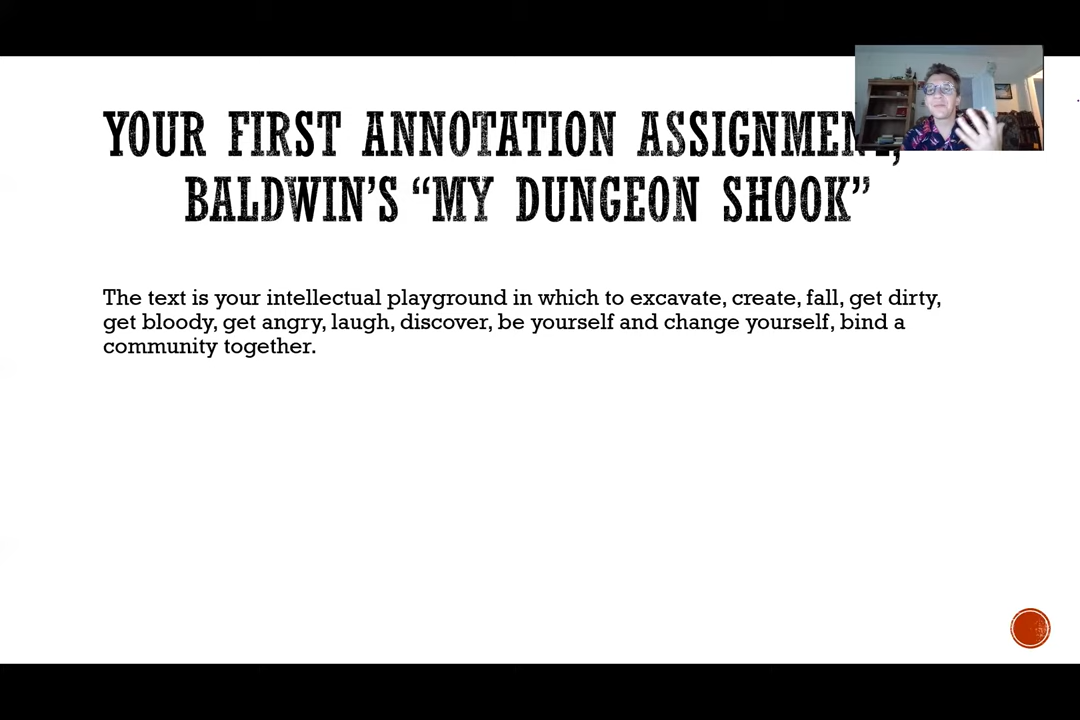 YOUR FIRST ANNOTATION ASSIGNMENT,
BALDWIN'S “MY DUNGEON SHOOK”
The text is your intellectual playground in which to excavate, create, fall, get dirty,
get bloody, get angry, laugh, discover, be yourself and change yourself, bind a
community together.